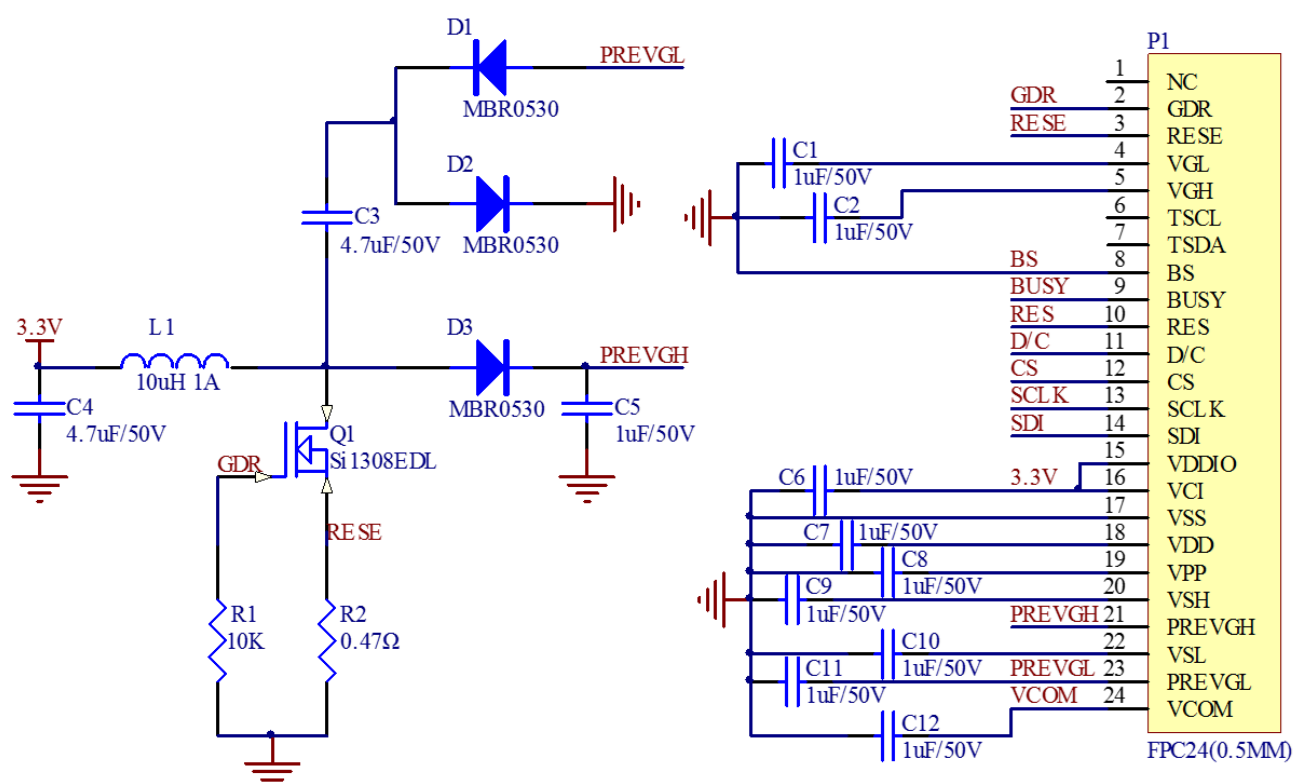 D1
PREVGL
MBR0530
D2
MBR0530
C3
4.7uF/50V
3.3V
L1
10uH 1A
D3
PREVGH
MBR0530
C4
4.7uF/50V
C5
1uF/50V
Q1
Si1308EDL
GDR
RESE
R1
10K
R2
0.47Ω
P1
1 NC
GDR 2 GDR
RESE 3 RESE
C1
1uF/50V
4 VGL
C2
1uF/50V
5 VGH
6 TSCL
7 TSDA
BS 8 BS
BUSY 9 BUSY
RES 10 RES
D/C 11 D/C
CS 12 CS
SCLK 13 SCLK
SDI 14 SDI
15 VDDIO
C6 1uF/50V 3.3V 16 VCI
17 VSS
C7 1uF/50V 18 VDD
C8
1uF/50V
19 VPP
C9
1uF/50V
20 VSH
PREVGH 21 PREVGH
C10
1uF/50V
22 VSL
C11
1uF/50V
PREVGL 23 PREVGL
VCOM 24 VCOM
C12
1uF/50V
FPC24(0.5MM)